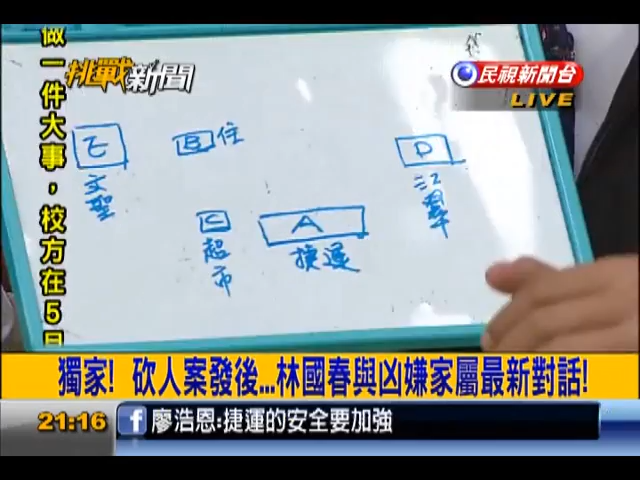 做一件大事，校方在5月
挑戰新聞
民視新聞台
LIVE
E
文聖
B 住
D
江翠
C
超市
A
捷運
獨家! 砍人案發後...林國春與凶嫌家屬最新對話!
21:16
f 廖浩恩:捷運的安全要加強